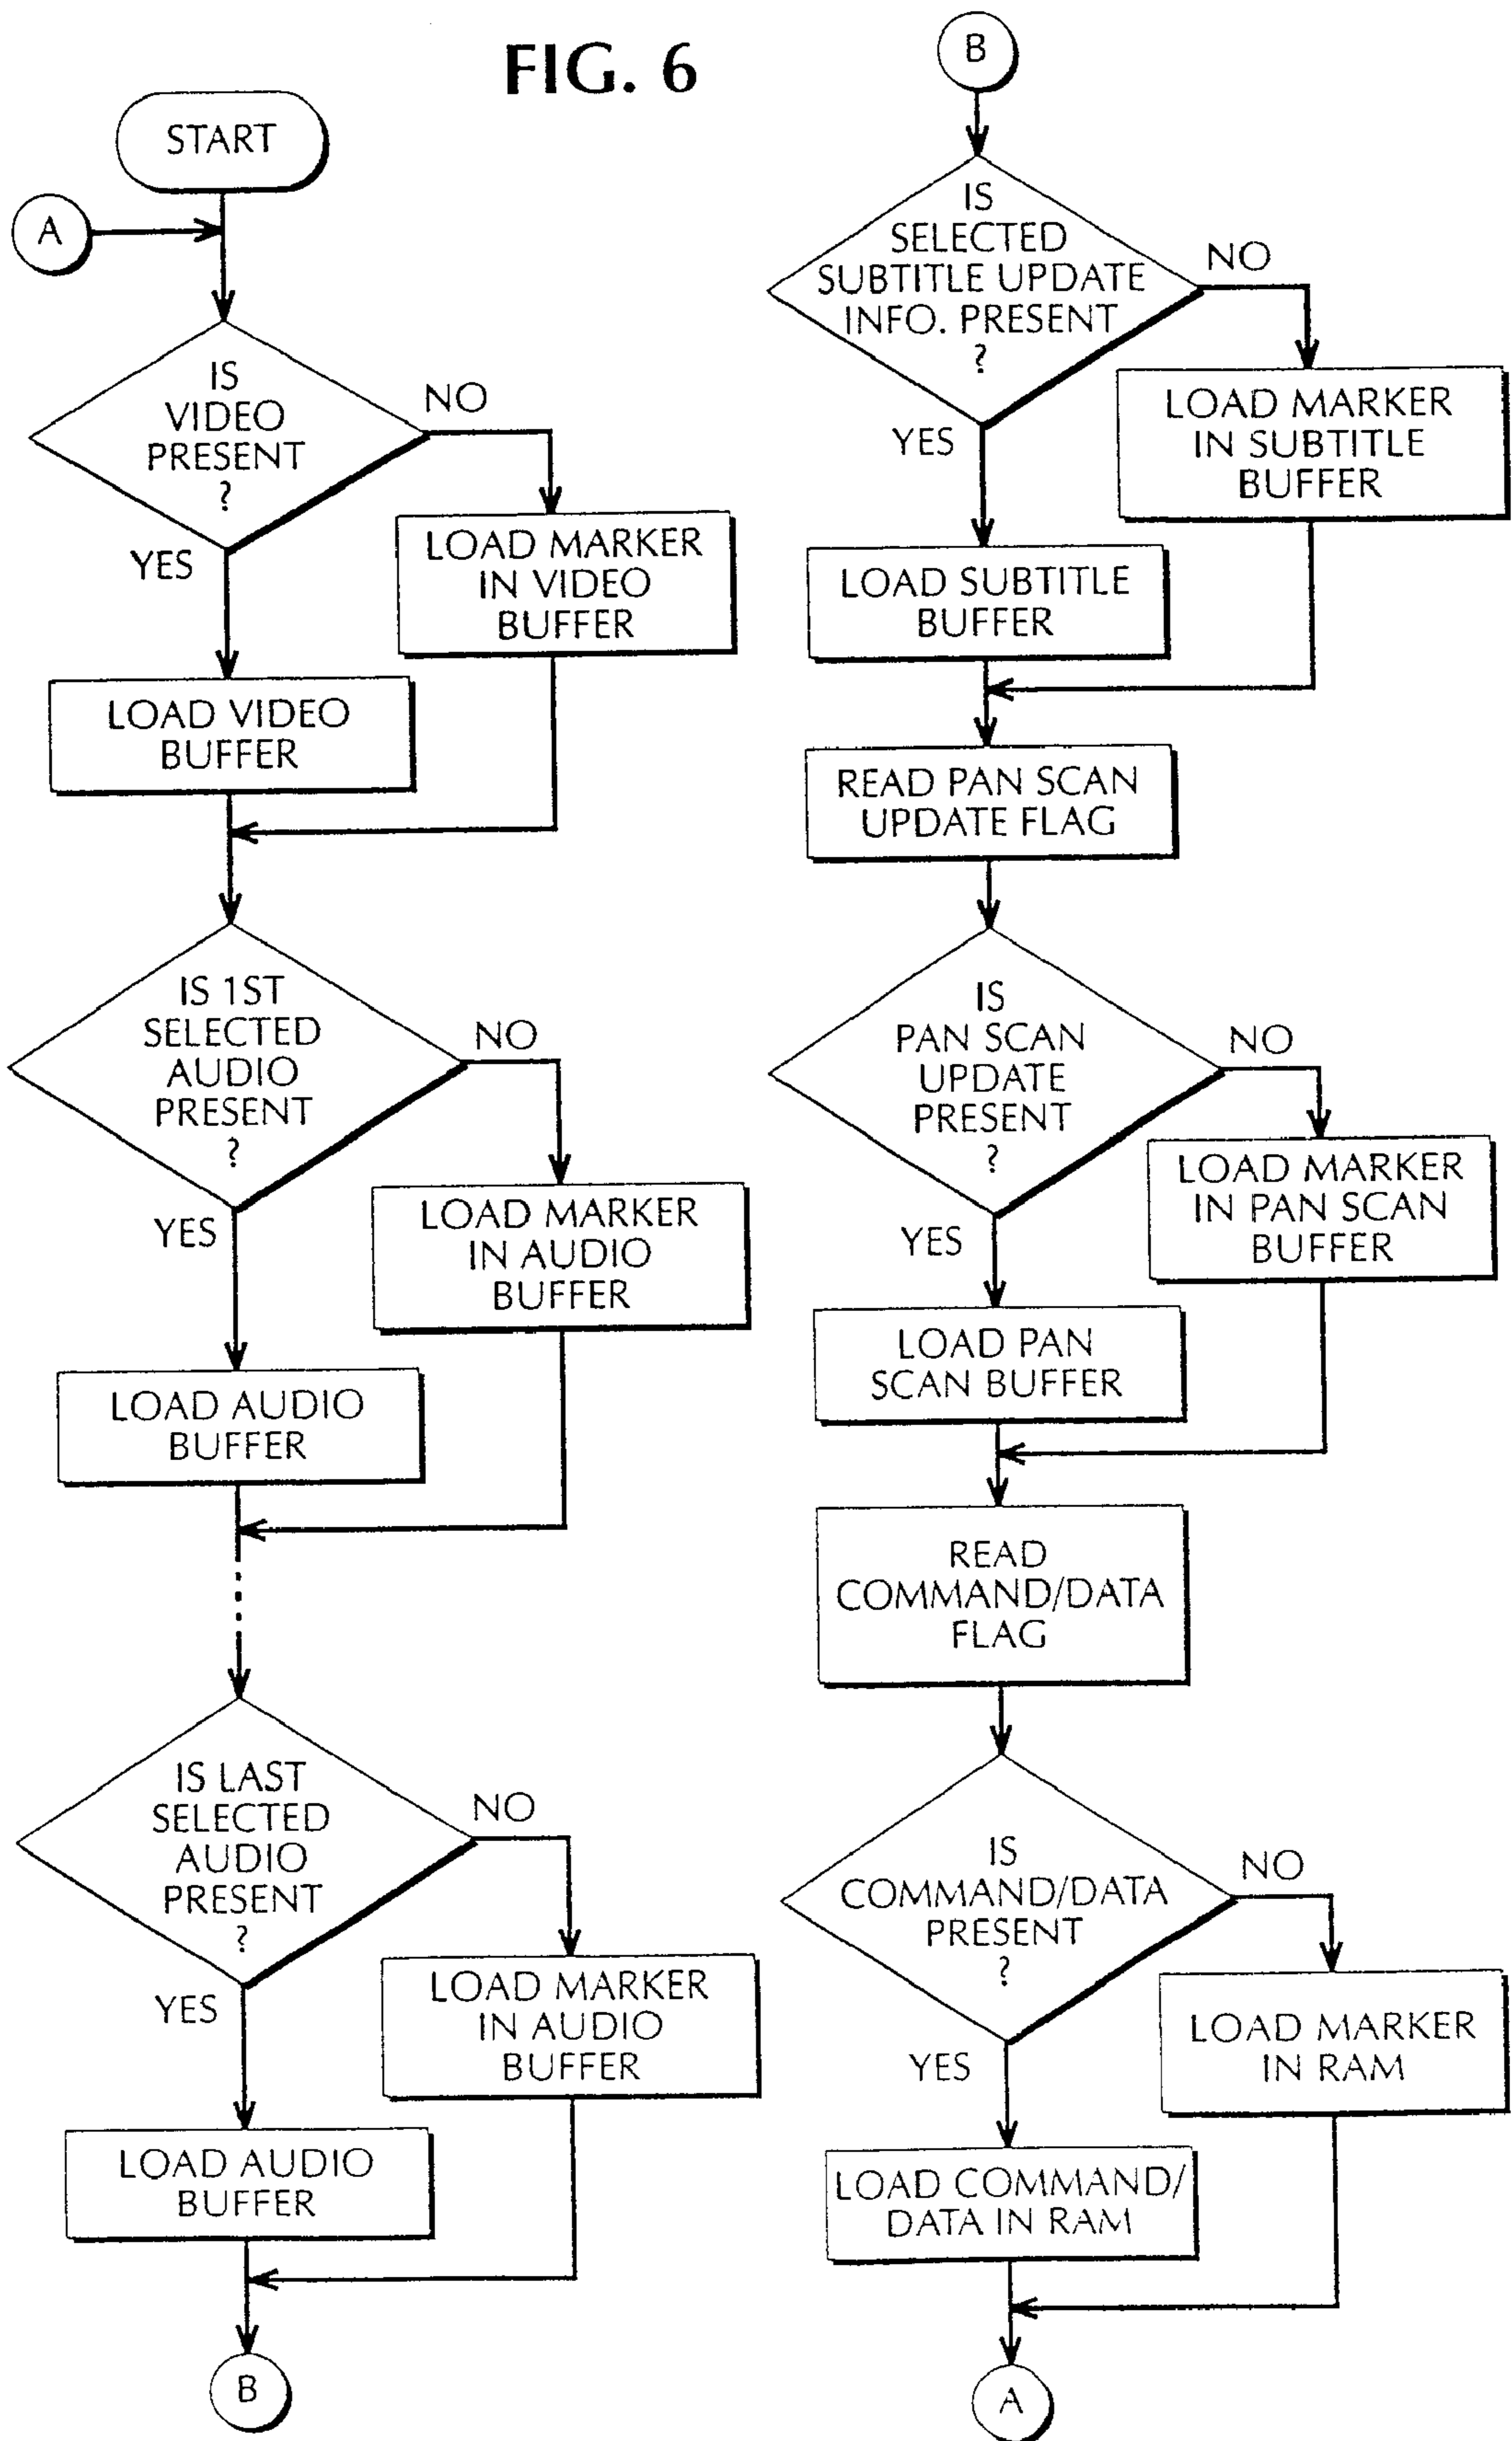 FIG. 6
START
A
IS
VIDEO
PRESENT
?
NO
YES
LOAD MARKER
IN VIDEO
BUFFER
LOAD VIDEO
BUFFER
IS 1ST
SELECTED
AUDIO
PRESENT
?
NO
YES
LOAD MARKER
IN AUDIO
BUFFER
LOAD AUDIO
BUFFER
IS LAST
SELECTED
AUDIO
PRESENT
?
NO
YES
LOAD MARKER
IN AUDIO
BUFFER
LOAD AUDIO
BUFFER
B
B
IS
SELECTED
SUBTITLE UPDATE
INFO. PRESENT
?
NO
YES
LOAD MARKER
IN SUBTITLE
BUFFER
LOAD SUBTITLE
BUFFER
READ PAN SCAN
UPDATE FLAG
IS
PAN SCAN
UPDATE
PRESENT
?
NO
YES
LOAD MARKER
IN PAN SCAN
BUFFER
LOAD PAN
SCAN BUFFER
READ
COMMAND/DATA
FLAG
IS
COMMAND/DATA
PRESENT
?
NO
YES
LOAD MARKER
IN RAM
LOAD COMMAND/
DATA IN RAM
A